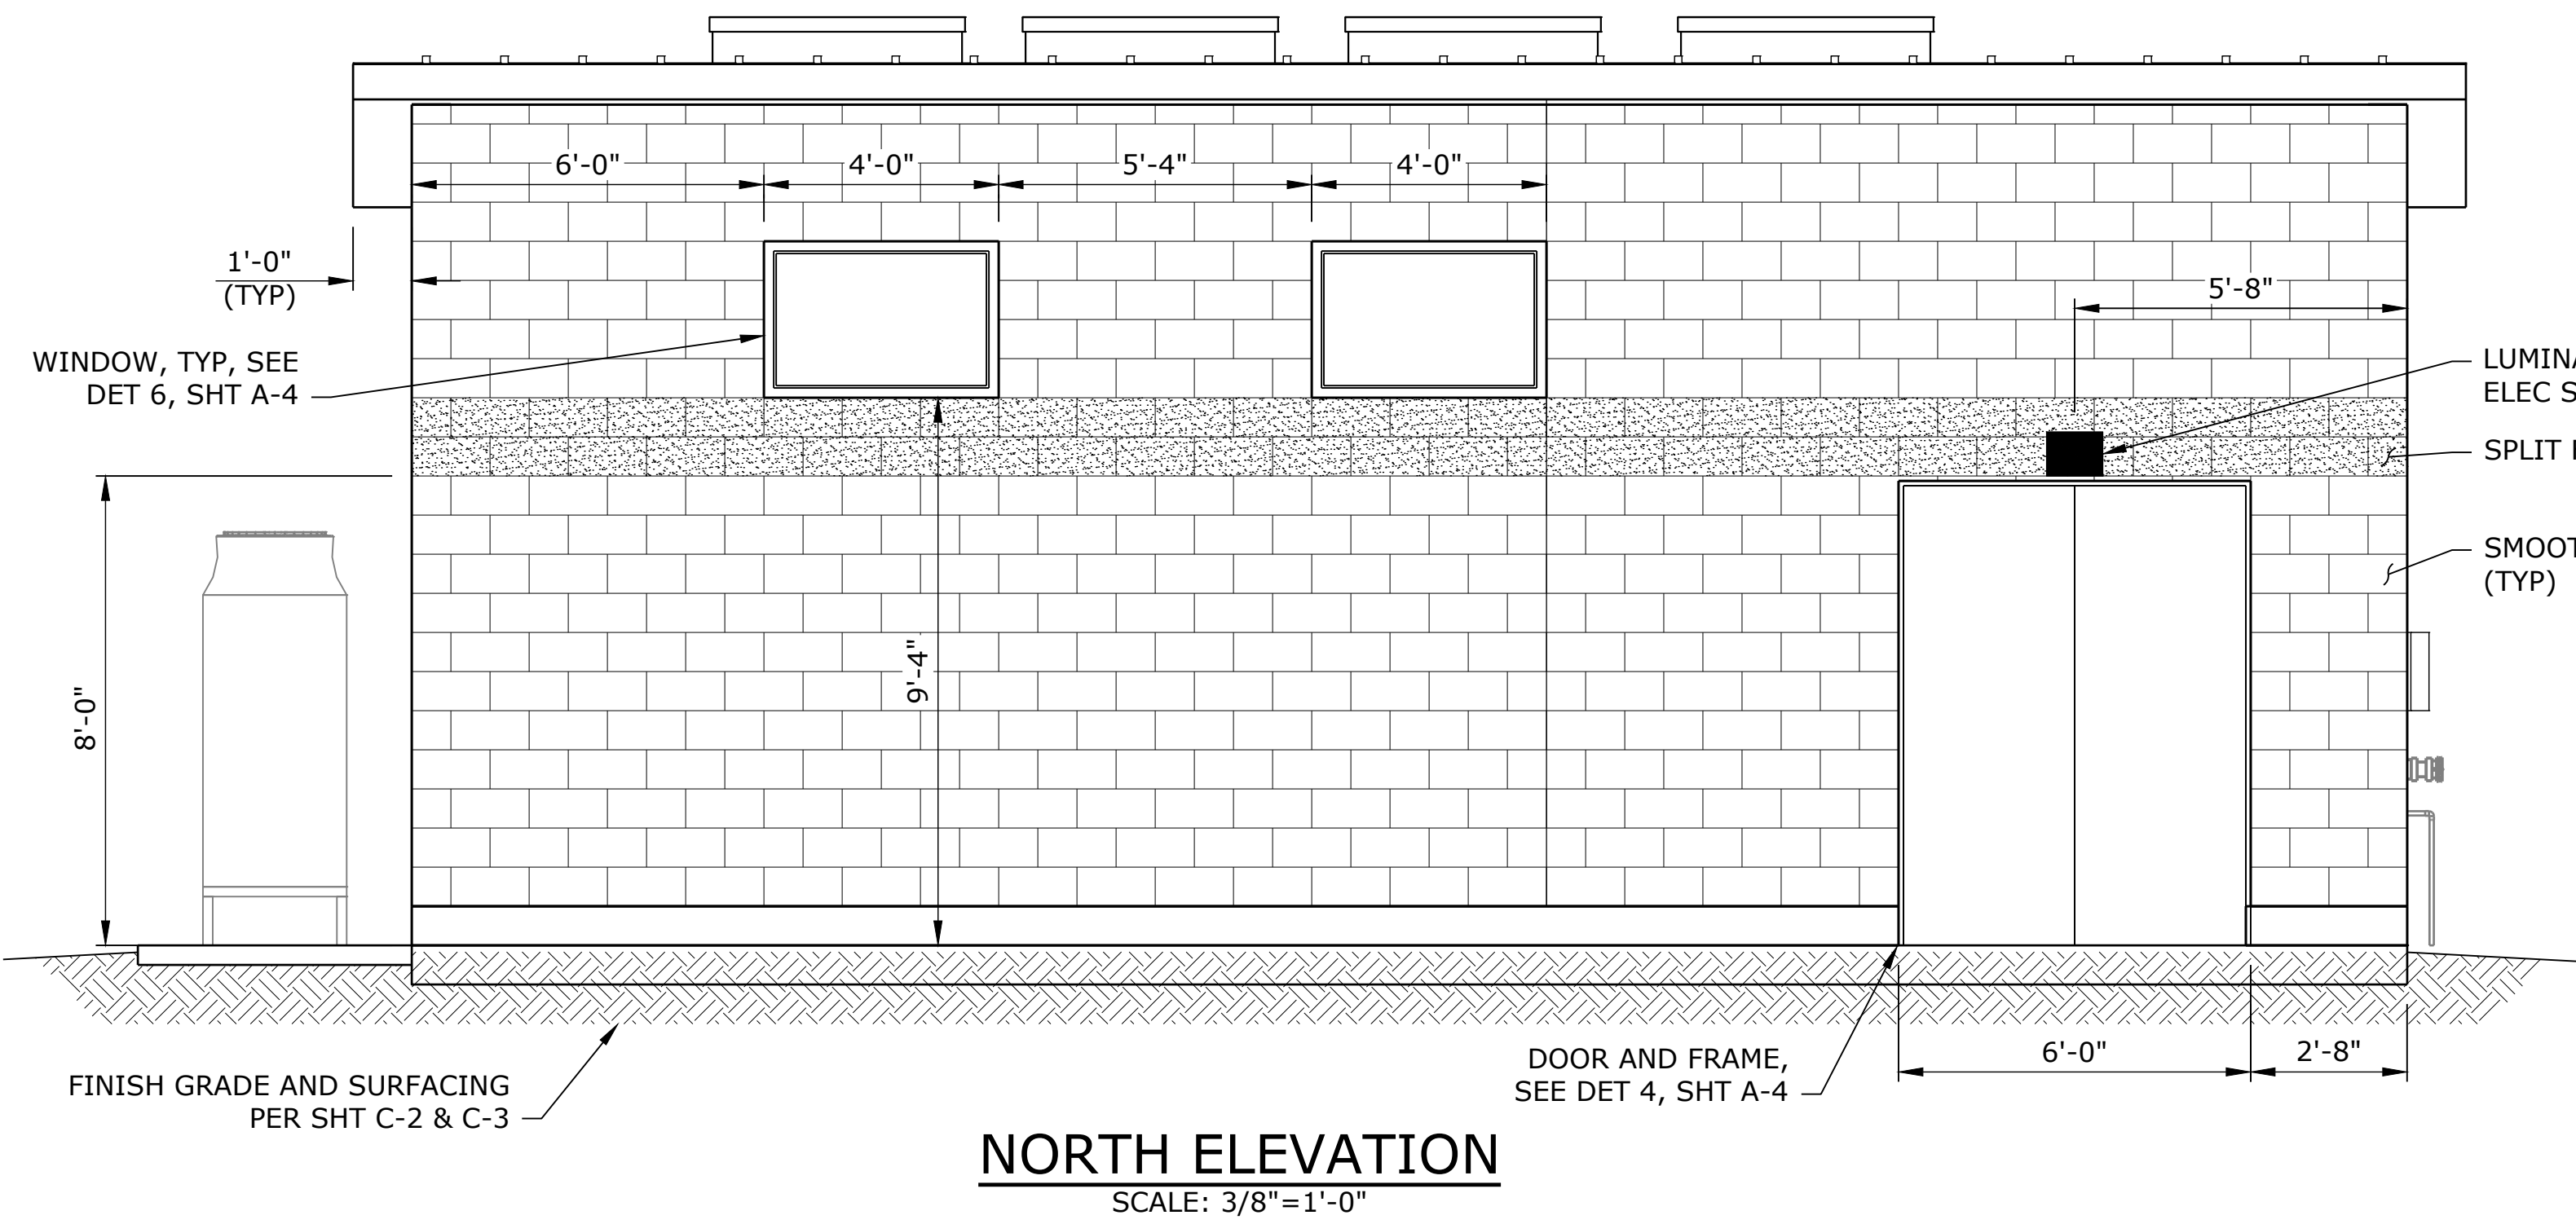 6'-0"
4'-0"
5'-4"
4'-0"
1'-0"
(TYP)
5'-8"
WINDOW, TYP, SEE
DET 6, SHT A-4
ELEC
SPLIT
(TYP)
8'-0"
9'-4"
6'-0"
2'-8"
DOOR AND FRAME,
SEE DET 4, SHT A-4
FINISH GRADE AND SURFACING
PER SHT C-2 & C-3
NORTH ELEVATION
SCALE: 3/8"=1'-0"